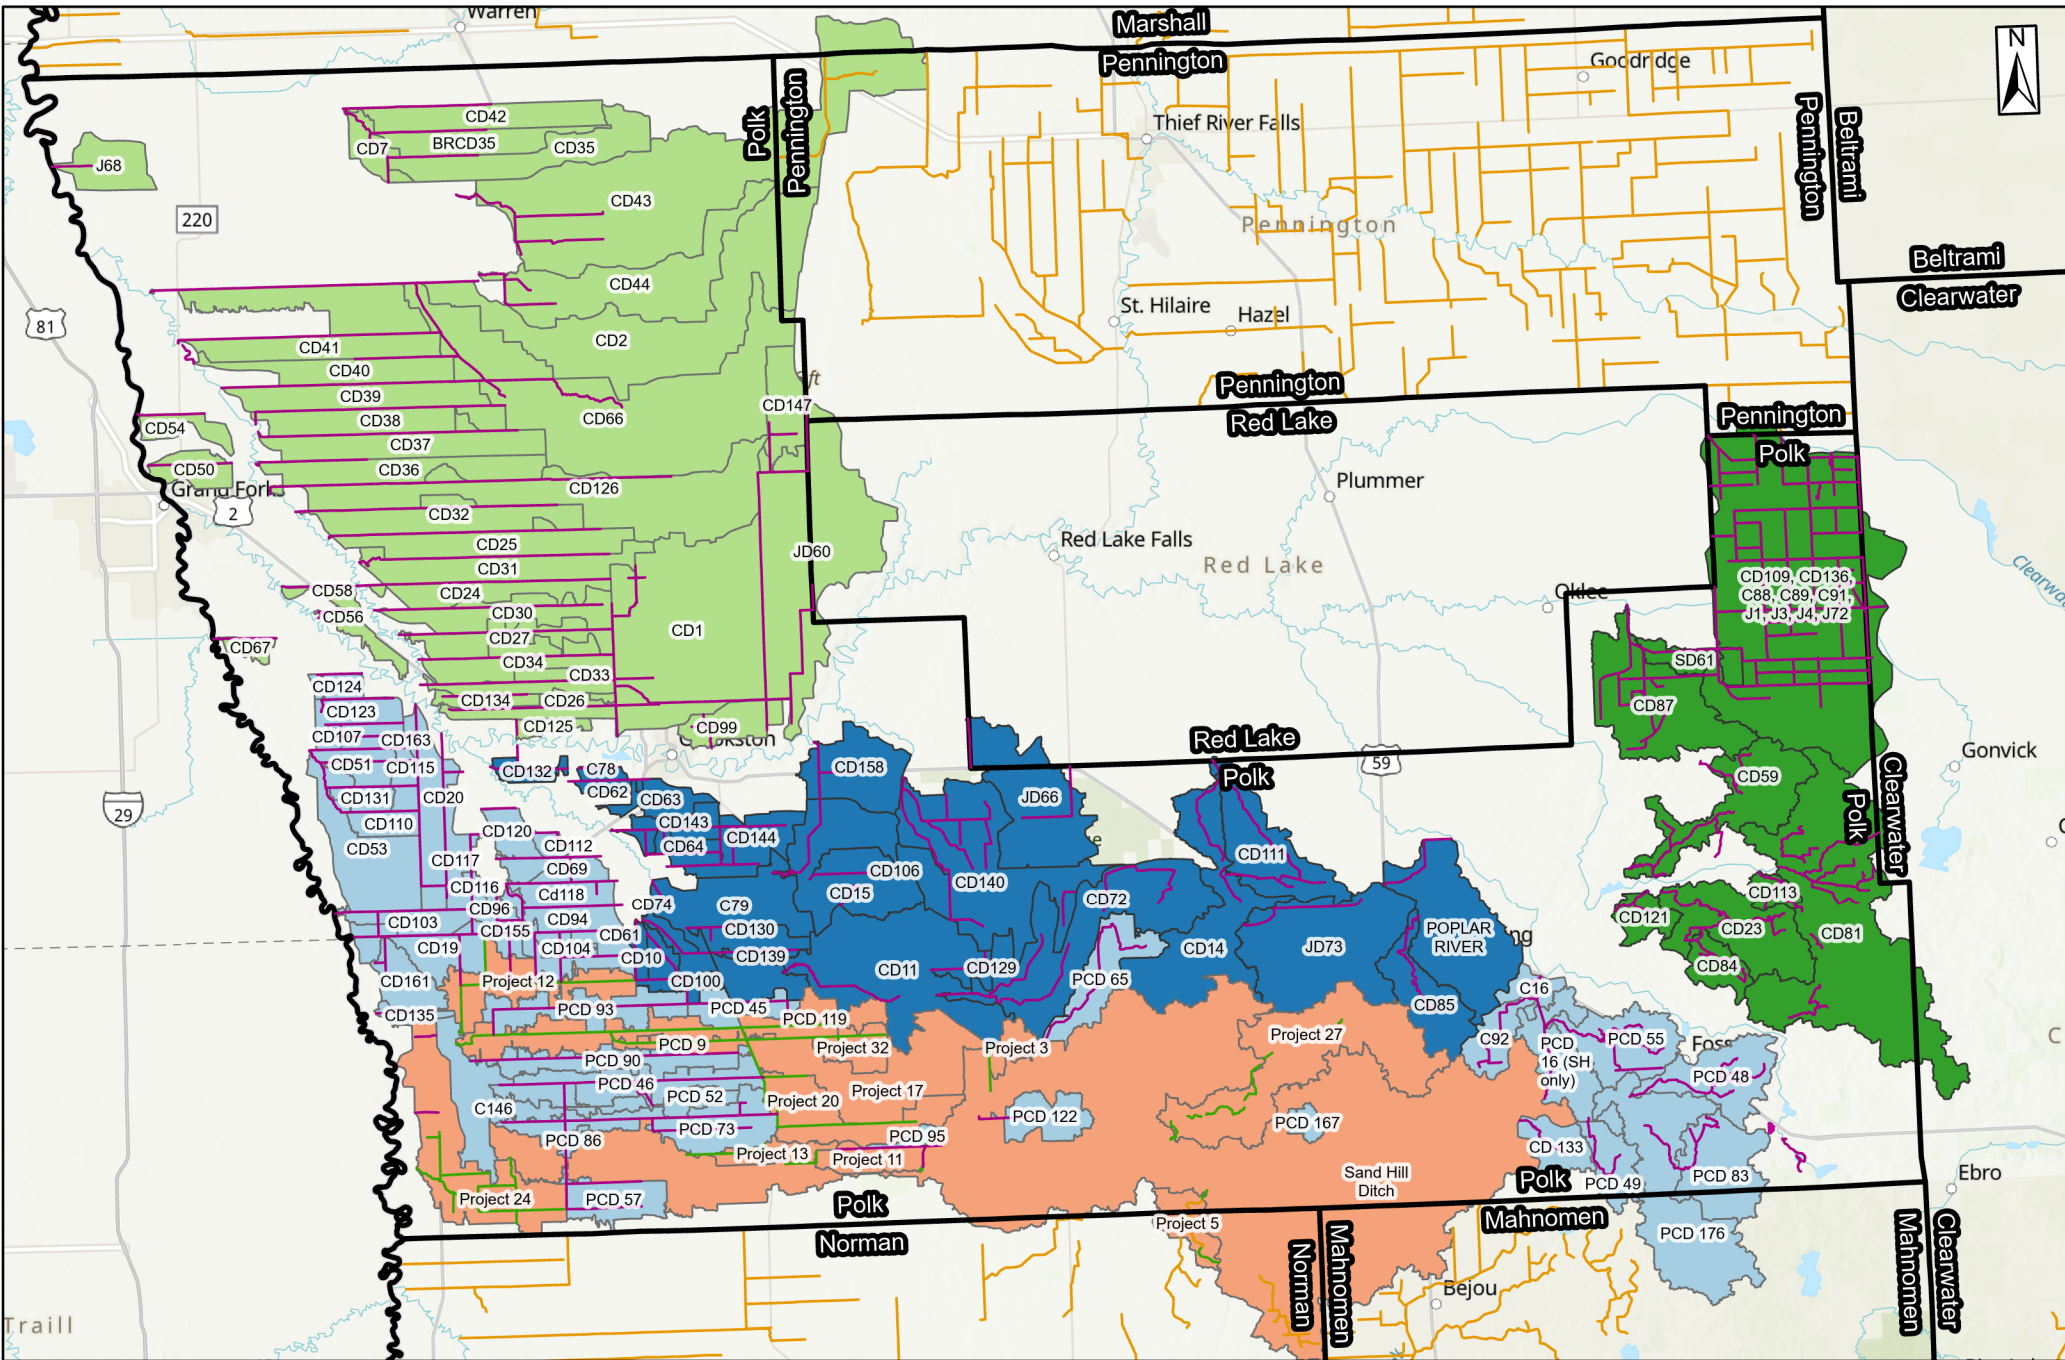 Warren
Marshall
Pennington
N
Goodridge
Polk
Pennington
Pennington
Beltrami
CD42
CD7
BRCD35
CD35
Thief River Falls
J68
CD43
220
Pennington
Beltrami
Clearwater
CD44
81
St. Hilaire
Hazel
CD2
CD41
CD40
CD39
CD38
CD66
CD147
Pennington
Red Lake
Pennington
Polk
CD54
CD37
CD50
CD36
Grand Forks
2
CD126
CD32
Plummer
CD25
JD60
CD31
Red Lake Falls
Red Lake
CD58
CD24
CD56
CD30
Oklee
CD109, CD136,
C88, C89, C91,
J1, J3, J4, J72
CD27
CD1
CD67
CD34
CD33
SD61
CD124
CD134
CD26
CD87
CD123
CD125
CD99
CD107
CD163
Crookston
Red Lake
Polk
59
Gonvick
CD51
CD115
CD132
C78
CD158
CD59
CD131
CD20
CD62
CD63
JD66
29
CD110
CD120
CD143
CD144
Polk
Clearwater
CD53
CD112
CD64
CD117
CD69
CD106
CD111
CD116
Cd118
CD15
CD140
CD113
CD96
CD74
C79
CD72
CD103
CD94
CD121
CD155
CD61
CD130
POPLAR
RIVER
CD23
CD81
CD19
CD104
CD10
CD139
CD14
JD73
CD84
CD161
Project 12
CD100
CD11
CD129
PCD 65
C16
CD135
PCD 93
PCD 45
PCD 119
CD85
PCD 9
Project 32
Project 3
Project 27
C92
PCD
16 (SH
only)
PCD 55
PCD 90
PCD 46
Project 17
PCD 48
C146
PCD 52
Project 20
PCD 122
PCD 167
PCD 73
PCD 86
PCD 95
Project 13
Project 11
CD 133
Sand Hill
Ditch
PCD 49
PCD 83
Ebro
Project 24
PCD 57
Polk
Norman
Polk
Mahnomen
Project 5
PCD 176
Norman
Mahnomen
Mahnomen
Clearwater
Bejou
Traill